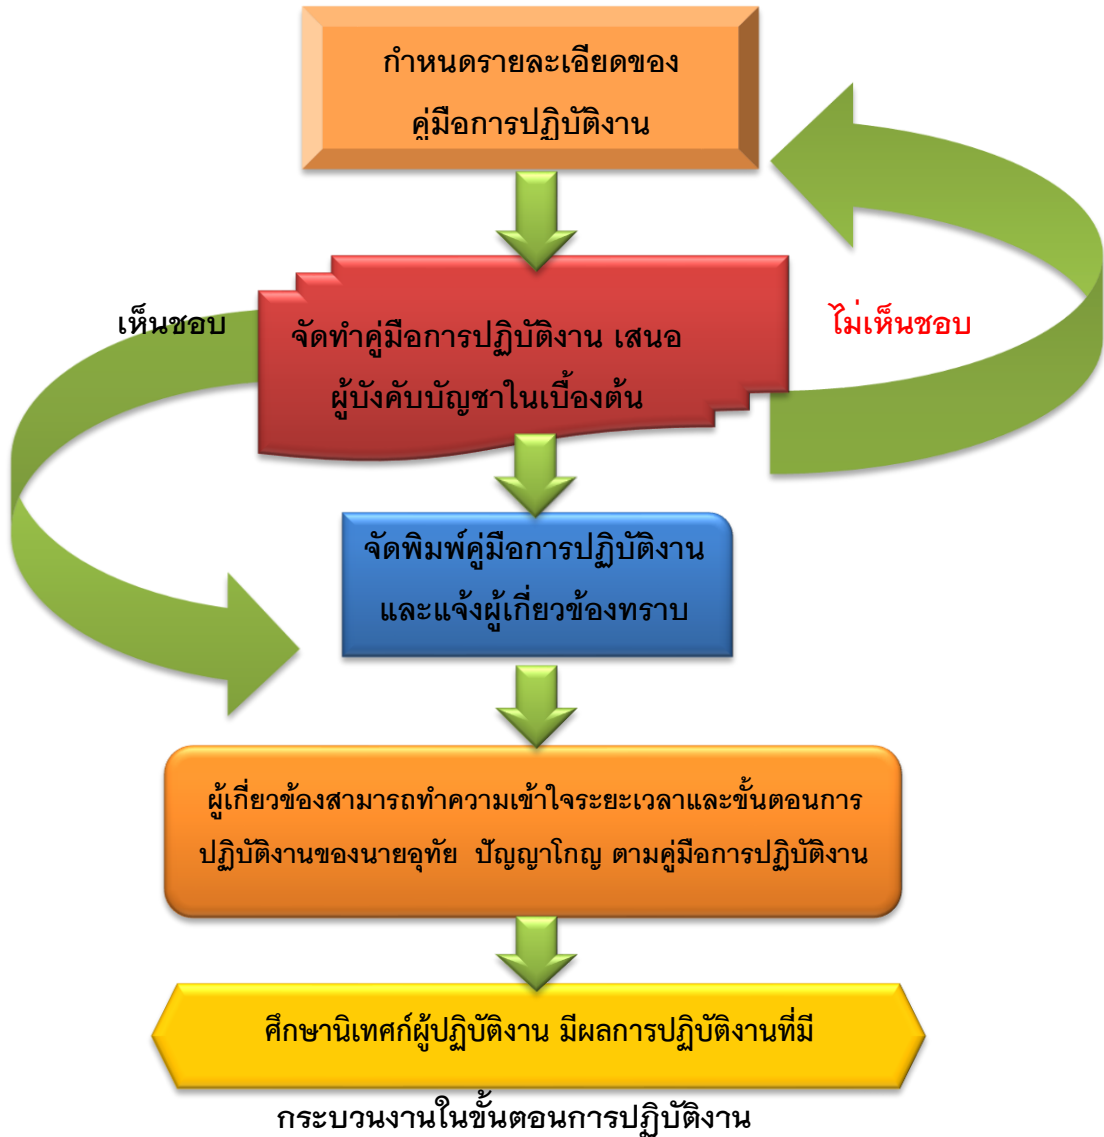 กำหนดรายละเอียดของ
คู่มือการปฏิบัติงาน
เห็นชอบ
ไม่เห็นชอบ
จัดทำคู่มือการปฏิบัติงาน เสนอ
ผู้บังคับบัญชาในเบื้องต้น
จัดพิมพ์คู่มือการปฏิบัติงาน
และแจ้งผู้เกี่ยวข้องทราบ
ผู้เกี่ยวข้องสามารถทำความเข้าใจระยะเวลาและขั้นตอนการ
ปฏิบัติงานของนายอุทัย ปัญญาโกญ ตามคู่มือการปฏิบัติงาน
ศึกษานิเทศก์ผู้ปฏิบัติงาน มีผลการปฏิบัติงานที่มี
กระบวนงานในขั้นตอนการปฏิบัติงาน